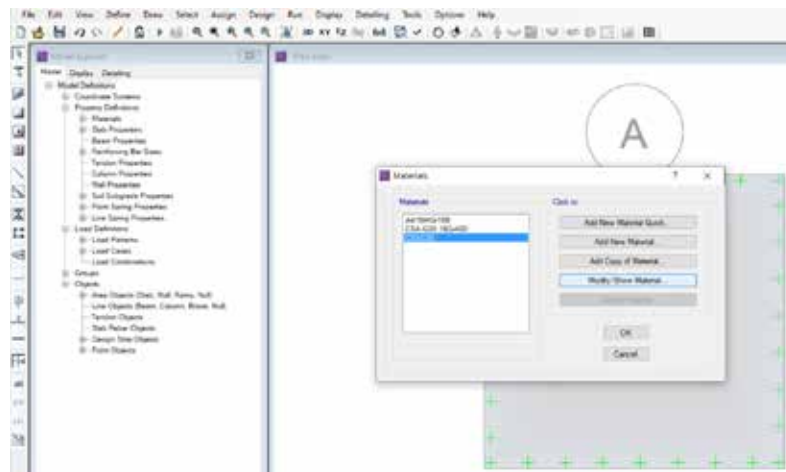 File Edit View Define Draw Select Assign Design Run Display Detailing Tools Options Help
Model Explorer
Model Display Detailing
Model Definitions
Coordinate Systems
Property Definitions
Materials
Slab Properties
Beam Properties
Reinforcing Bar Sizes
Tendon Properties
Column Properties
Wall Properties
Soil Subgrade Properties
Point Spring Properties
Line Spring Properties
Load Definitions
Load Patterns
Load Cases
Load Combinations
Groups
Objects
Area Objects (Slab, Wall, Ramp, Null)
Line Objects (Beam, Column, Brace, Null)
Tendon Objects
Slab Rebar Objects
Design Strip Objects
Point Objects
A
Materials
? ×
Materials
Click to:
Add New Material Quick...
Add New Material...
Add Copy of Material...
Modify/Show Material...
OK
Cancel